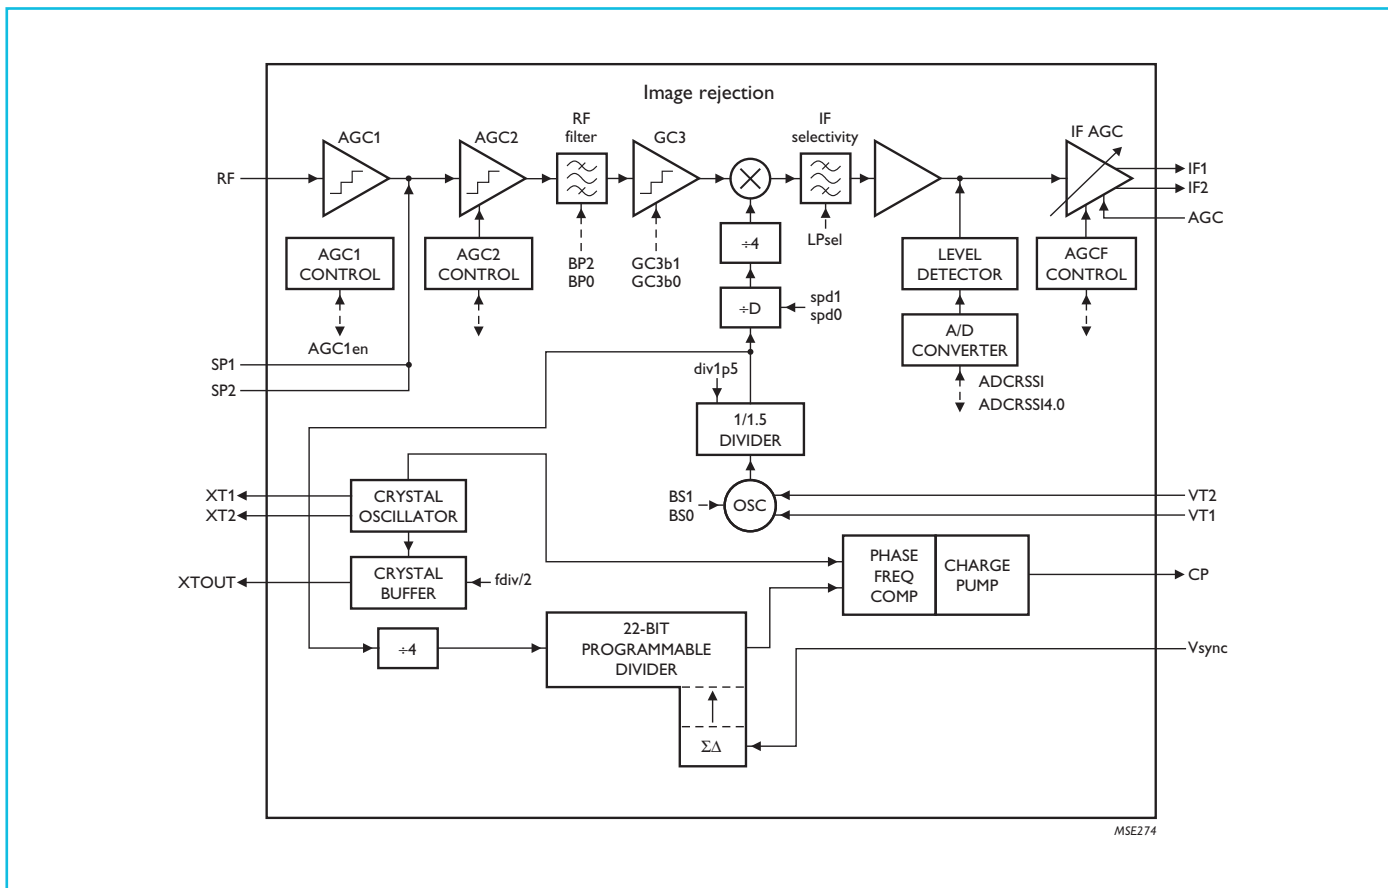 Image rejection
AGC1
AGC2
RF
filter
GC3
IF
selectivity
IF AGC
RF
IF1
IF2
AGC
AGC1
CONTROL
AGC2
CONTROL
BP2
BP0
GC3b1
GC3b0
÷4
LPsel
LEVEL
DETECTOR
AGCF
CONTROL
÷D
spd1
spd0
A/D
CONVERTER
AGC1en
SP1
SP2
div1p5
ADCRSSI
ADCRSSI4.0
1/1.5
DIVIDER
XT1
XT2
CRYSTAL
OSCILLATOR
BS1
BS0
OSC
VT2
VT1
XTOUT
CRYSTAL
BUFFER
fdiv/2
PHASE
FREQ
COMP
CHARGE
PUMP
CP
÷4
22-BIT
PROGRAMMABLE
DIVIDER
Vsync
ΣΔ
MSE274